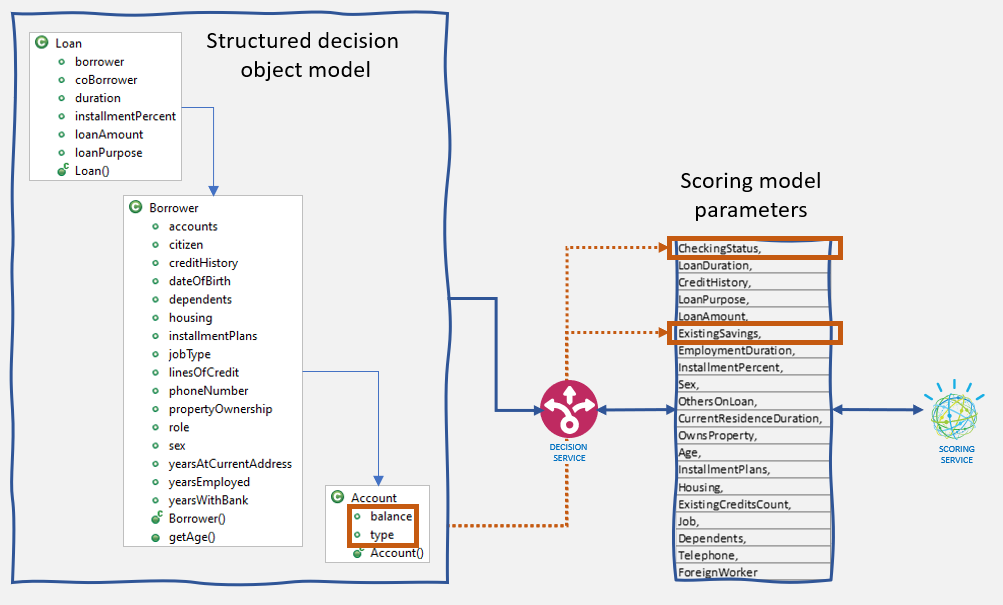 Structured decision
object model
Loan
borrower
coBorrower
duration
installmentPercent
loanAmount
loanPurpose
Loan()
Borrower
accounts
citizen
creditHistory
dateOfBirth
dependents
housing
installmentPlans
jobType
linesOfCredit
phoneNumber
propertyOwnership
role
sex
yearsAtCurrentAddress
yearsEmployed
yearsWithBank
Borrower()
getAge()
Account
balance
type
Account()
DECISION
SERVICE
Scoring model
parameters
CheckingStatus,
LoanDuration,
CreditHistory,
LoanPurpose,
LoanAmount,
ExistingSavings,
EmploymentDuration,
InstallmentPercent,
Sex,
OthersOnLoan,
CurrentResidenceDuration,
OwnsProperty,
Age,
InstallmentPlans,
Housing,
ExistingCreditsCount,
Job,
Dependents,
Telephone,
ForeignWorker
SCORING
SERVICE